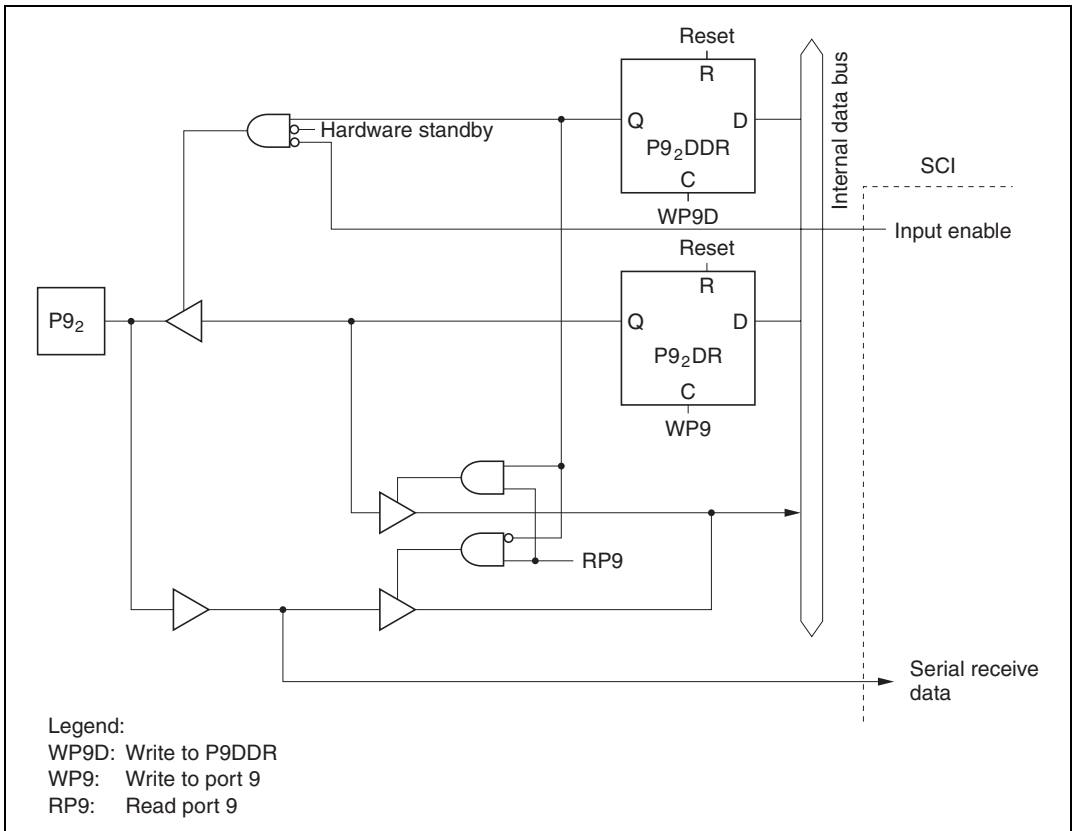 Reset
R
Hardware standby
Q
D
P9₂DDR
C
WP9D
Internal data bus
SCI
Input enable
Reset
R
P9₂
Q
D
P9₂DR
C
WP9
RP9
Serial receive
data
Legend:
WP9D: Write to P9DDR
WP9: Write to port 9
RP9: Read port 9